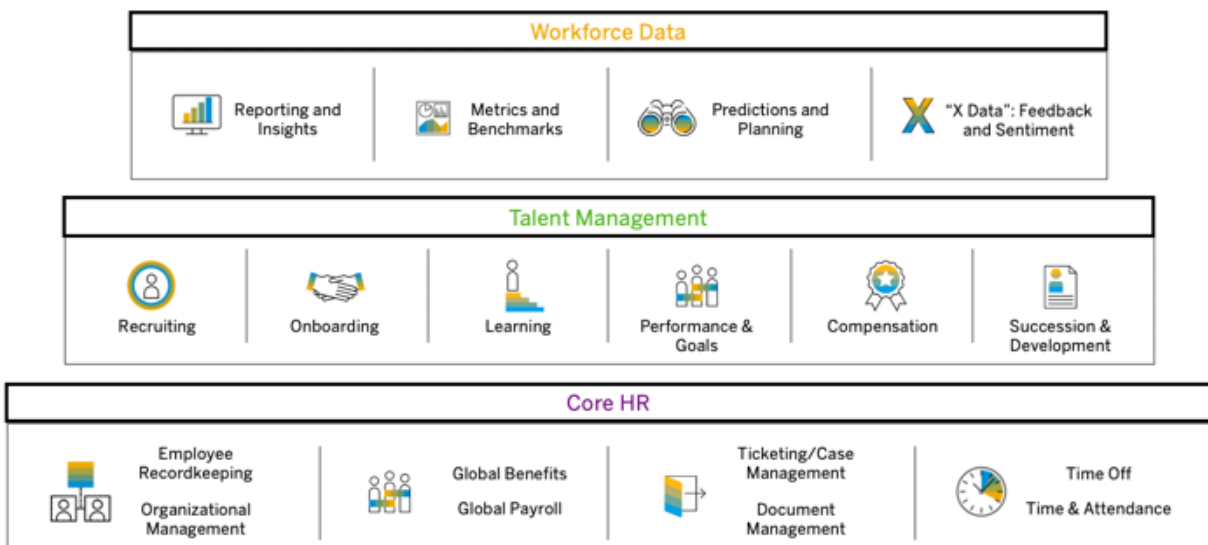 Workforce Data
Reporting and
Insights
Metrics and
Benchmarks
Predictions and
Planning
"X Data": Feedback
and Sentiment
Talent Management
Recruiting
Onboarding
Learning
Performance &
Goals
Compensation
Succession &
Development
Core HR
Employee
Recordkeeping
Organizational
Management
Global Benefits
Global Payroll
Ticketing/Case
Management
Document
Management
Time Off
Time & Attendance